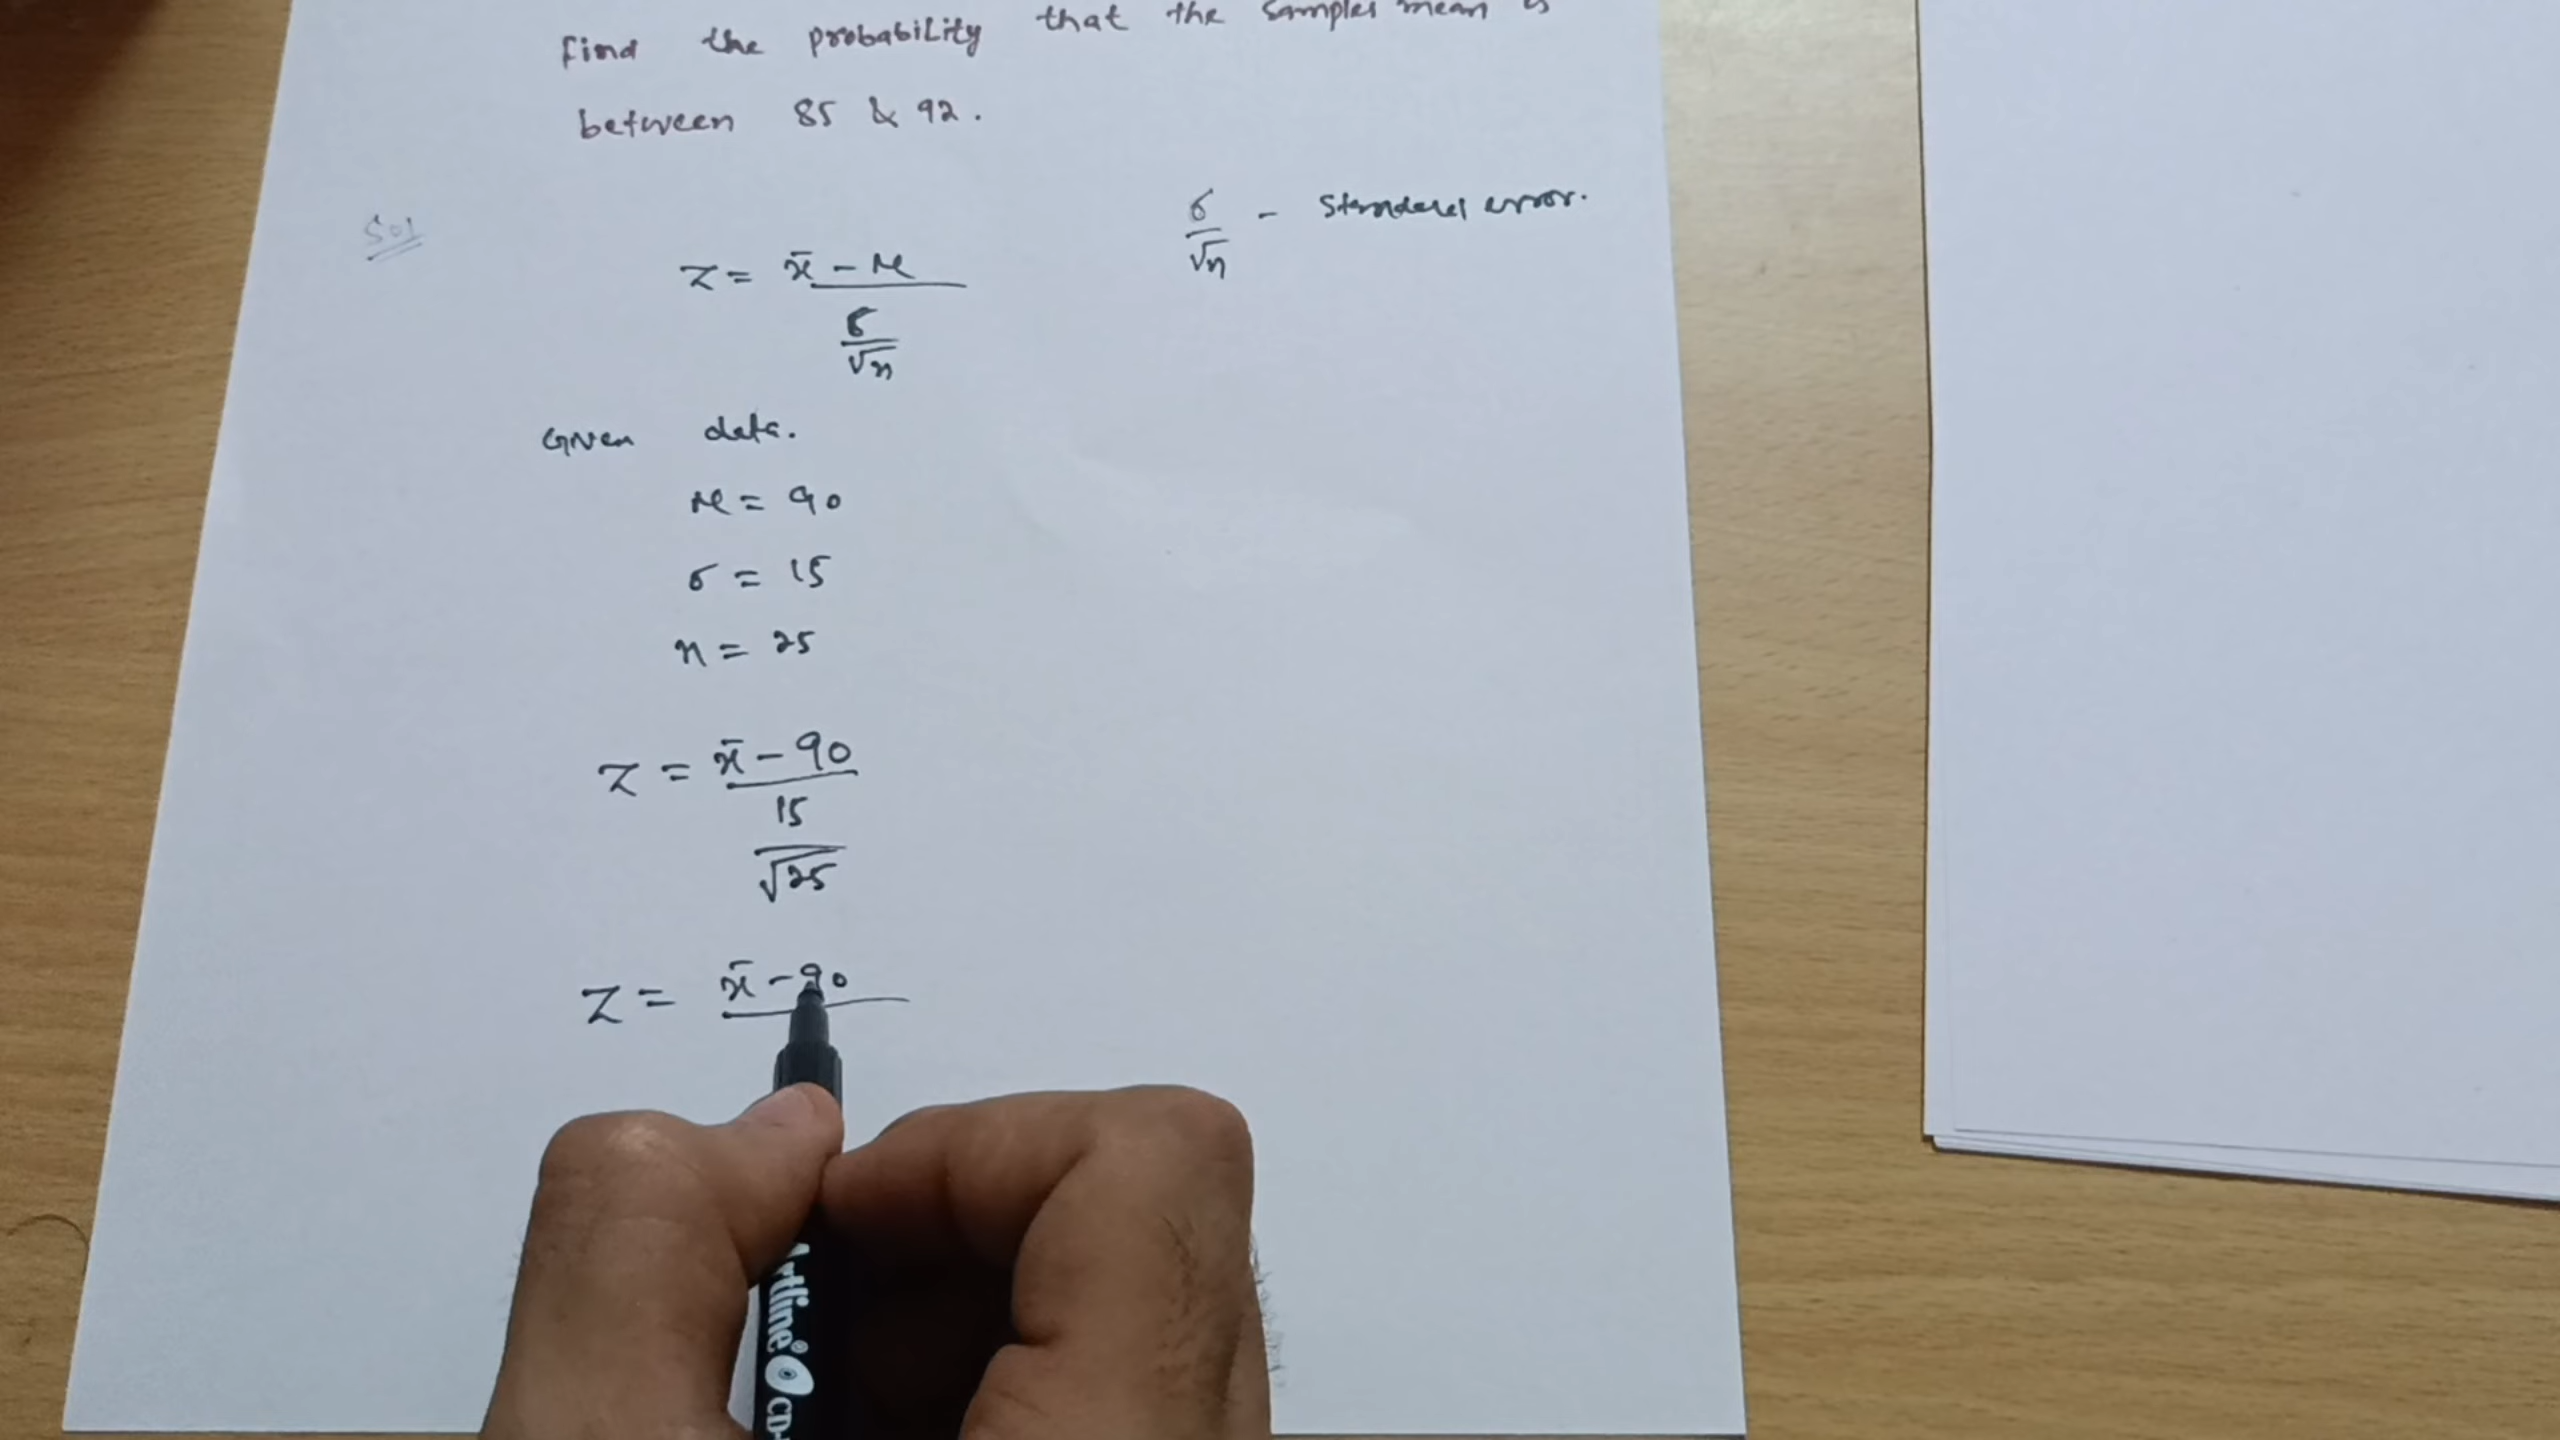 Find the probability that the samples mean is
between 85 & 92.
Sol
σ/√n - Standard error.
z = x̄ - μ / σ/√n
Given data.
μ = 90
σ = 15
n = 25
z = x̄ - 90 / 15/√25
z = x̄ - 90
Artline CD-